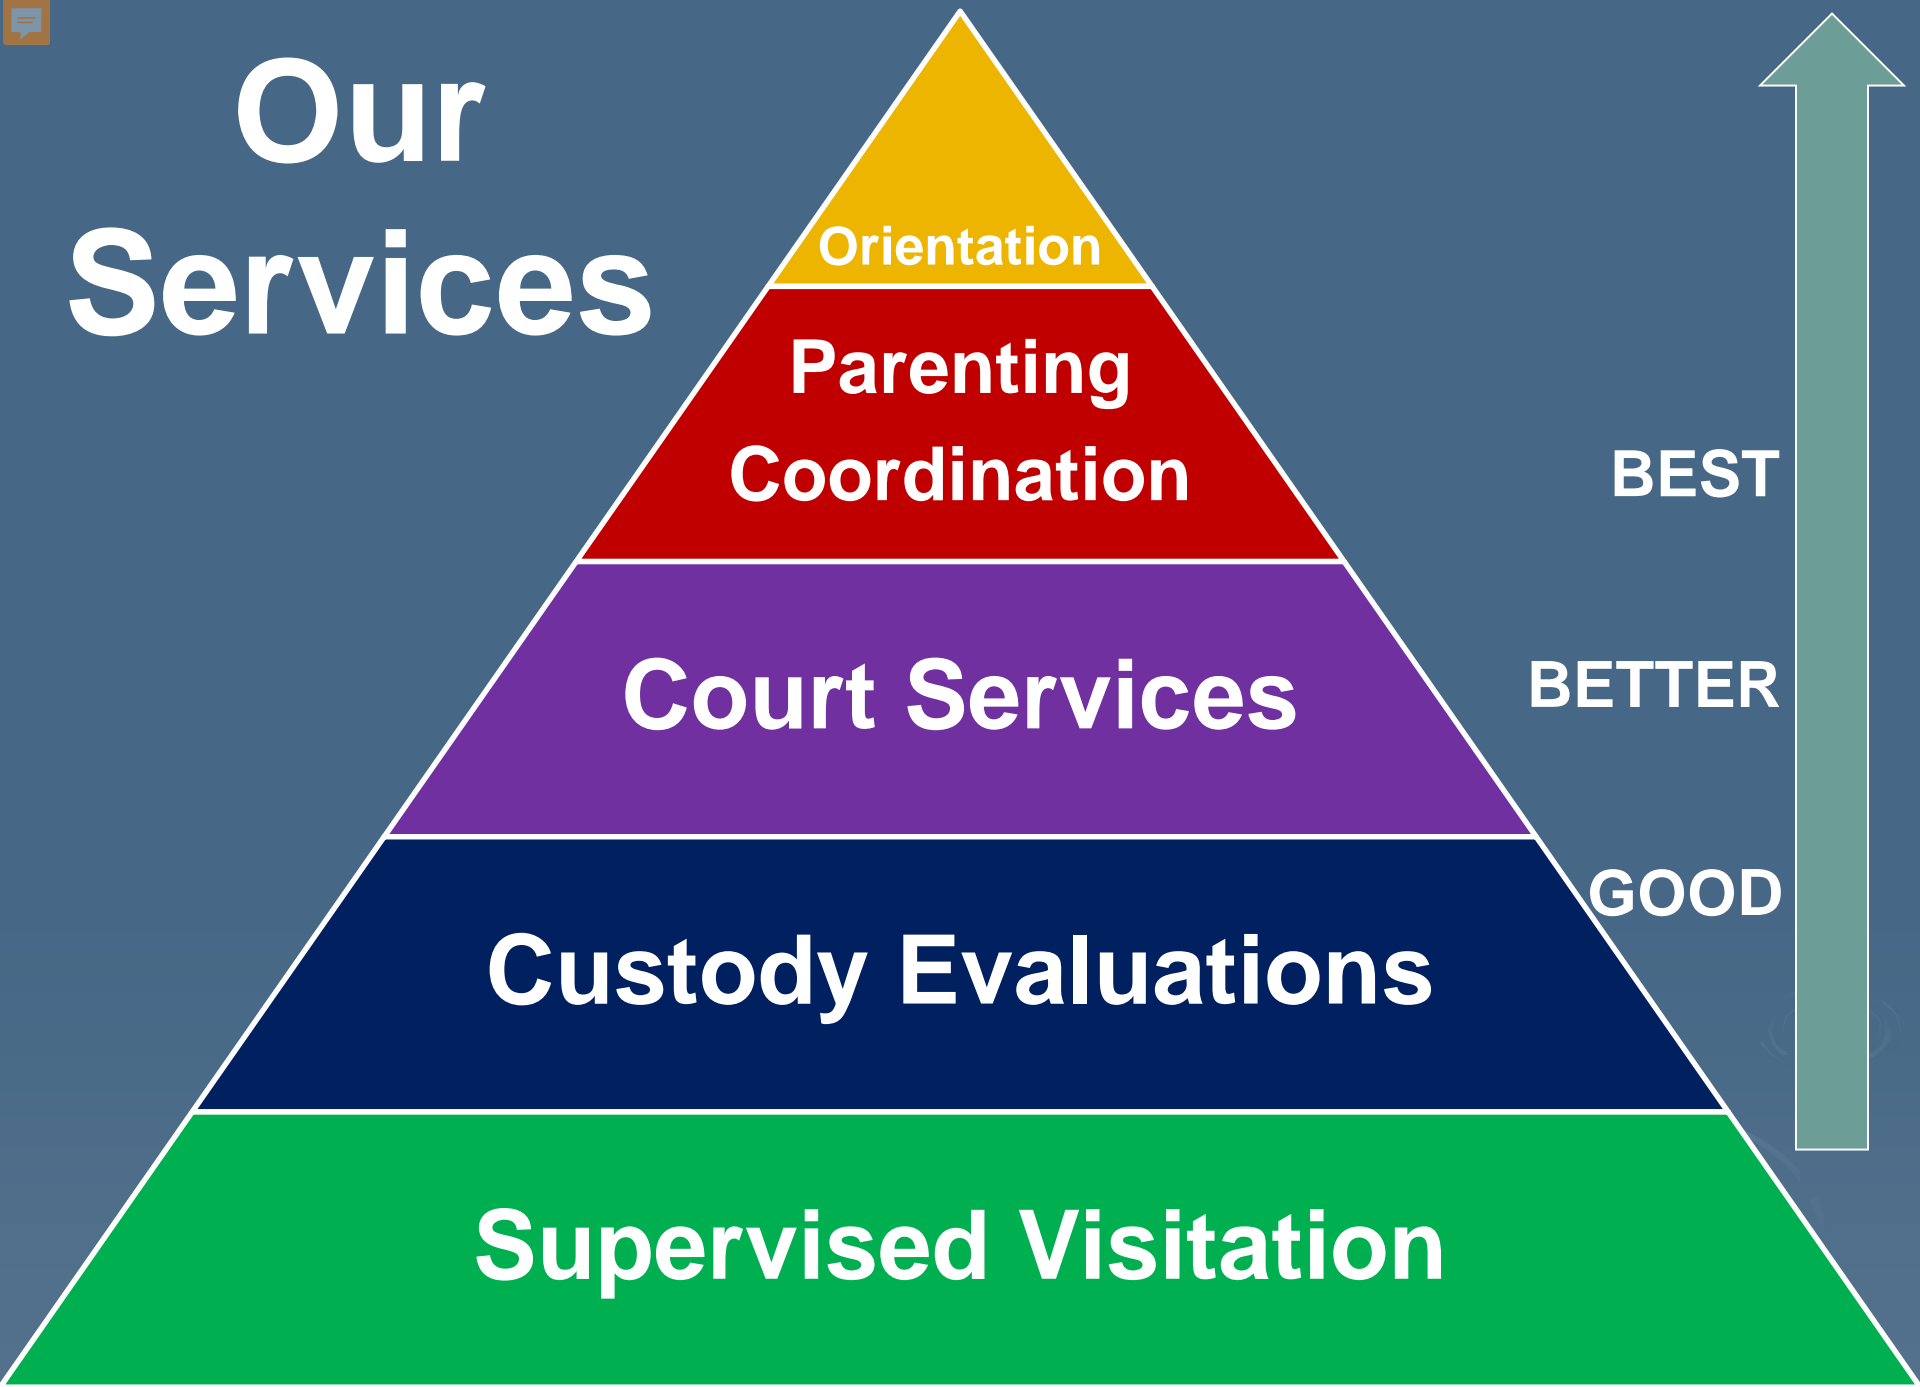 Our
Services
Orientation
Parenting
Coordination
BEST
Court Services
BETTER
GOOD
Custody Evaluations
Supervised Visitation